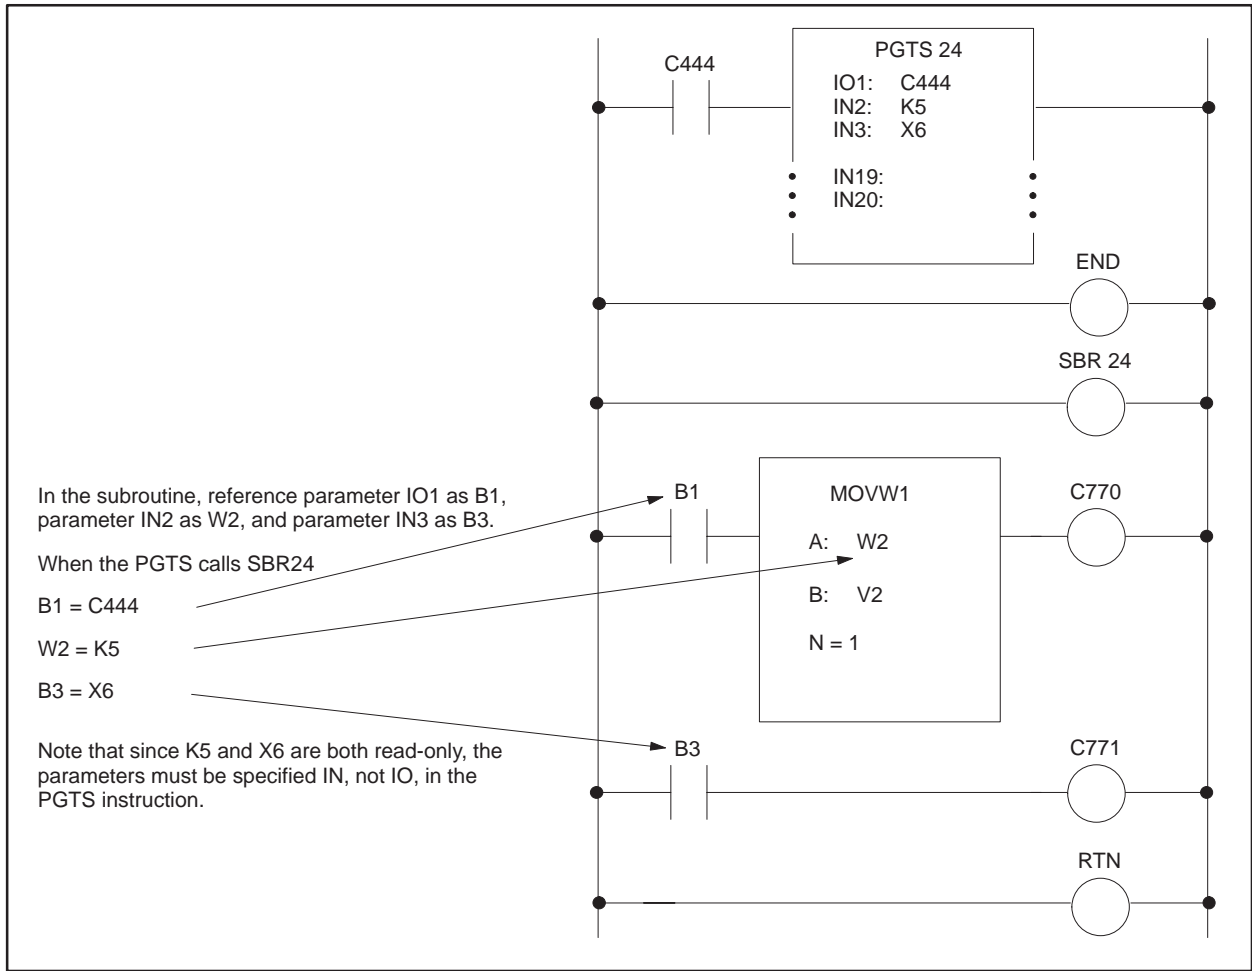 C444
PGTS 24
IO1: C444
IN2: K5
IN3: X6
IN19:
IN20:
END
SBR 24
In the subroutine, reference parameter IO1 as B1,
parameter IN2 as W2, and parameter IN3 as B3.
When the PGTS calls SBR24
B1 = C444
W2 = K5
B3 = X6
Note that since K5 and X6 are both read-only, the
parameters must be specified IN, not IO, in the
PGTS instruction.
B1
MOVW1
A: W2
B: V2
N = 1
C770
B3
C771
RTN